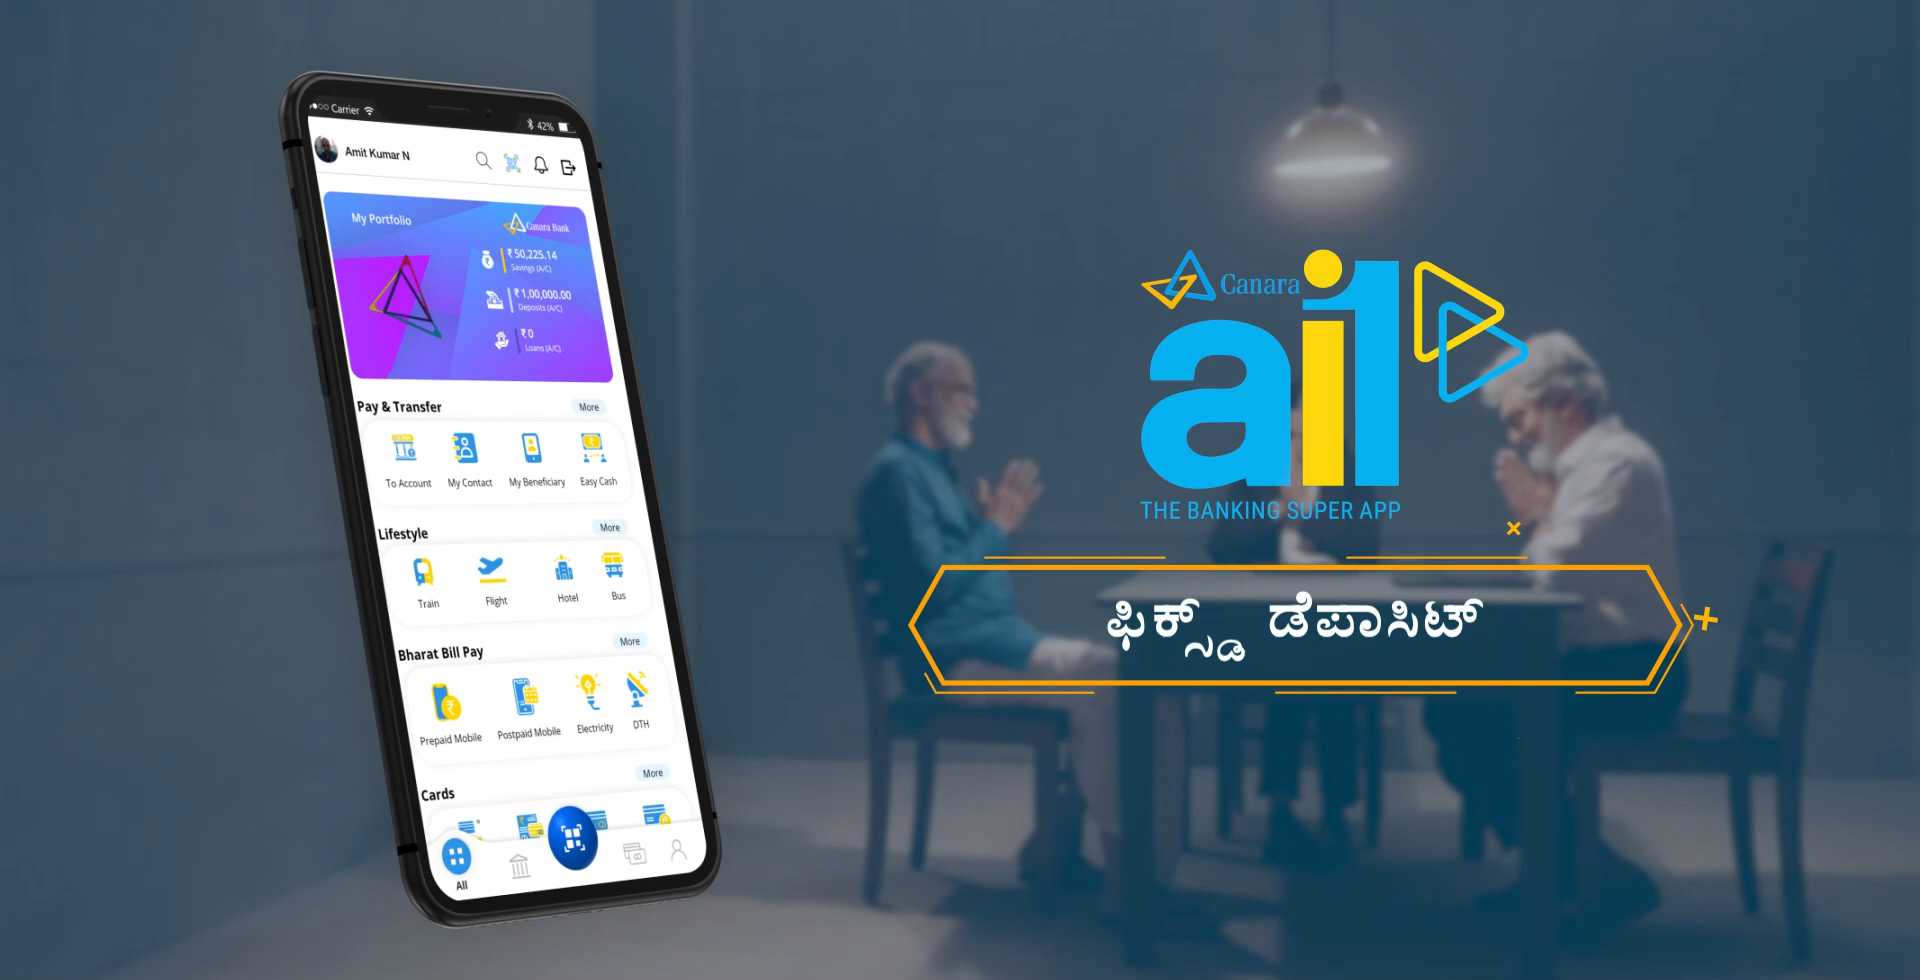 Carrier
42%
Amit Kumar N
My Portfolio
Canara Bank
₹ 50,225.14
Savings (A/C)
₹ 1,00,000.00
Deposits (A/C)
₹ 0
Loans (A/C)
Pay & Transfer
More
To Account
My Contact
My Beneficiary
Easy Cash
Lifestyle
More
Train
Flight
Hotel
Bus
Bharat Bill Pay
More
Prepaid Mobile
Postpaid Mobile
Electricity
DTH
Cards
More
All
Canara
ai1
THE BANKING SUPER APP
ಫಿಕ್ಸ್ಡ್ ಡೆಪಾಸಿಟ್